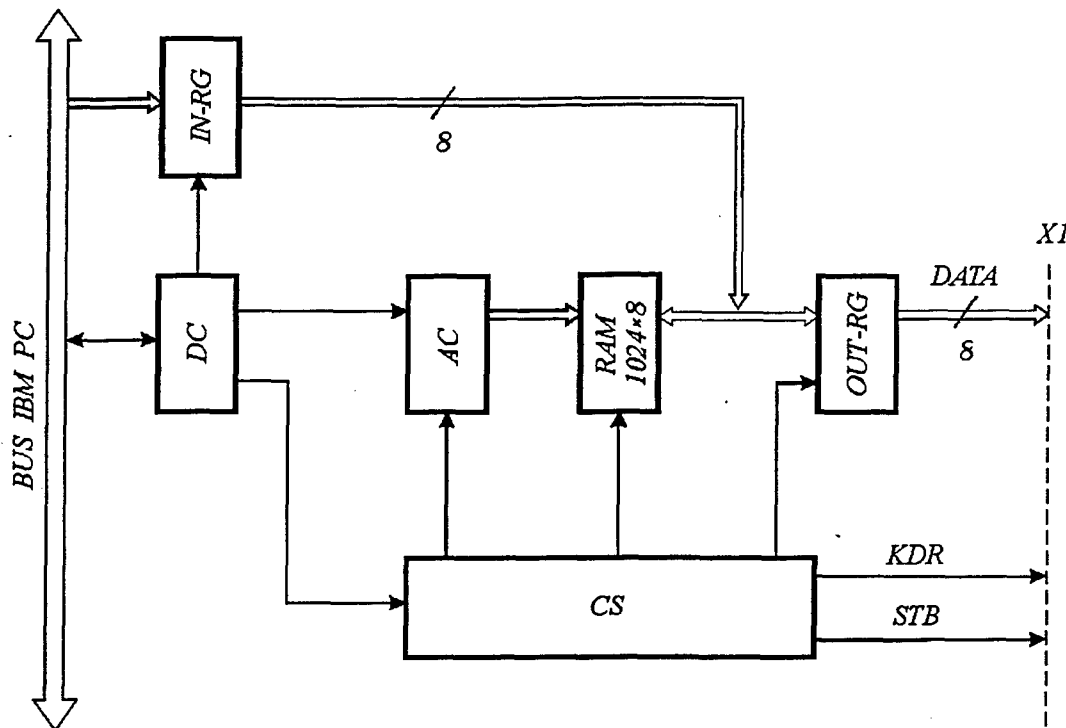 BUS IBM PC
IN-RG
8
DC
AC
RAM
1024*8
OUT-RG
DATA
8
X1
CS
KDR
STB